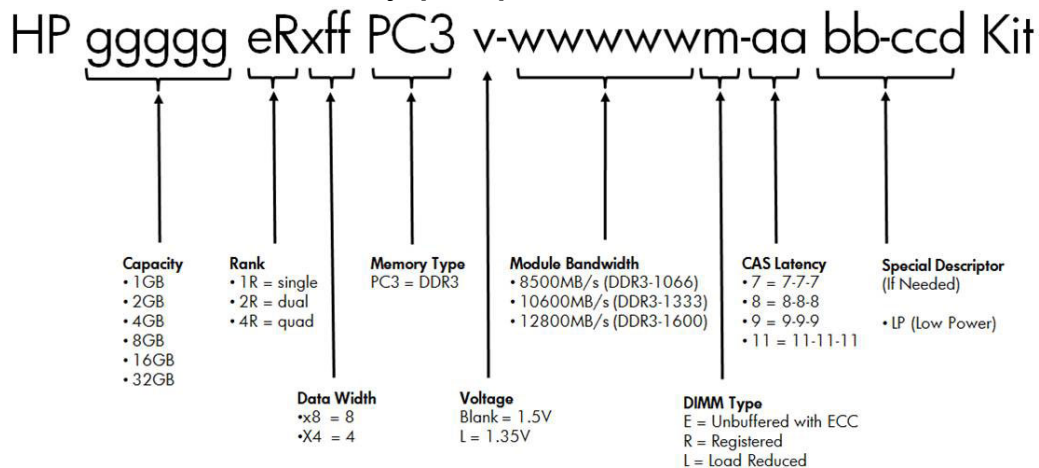 HP ggggg eRxff PC3 v-wwwwwm-aa bb-ccd Kit
Capacity
• 1GB
• 2GB
• 4GB
• 8GB
• 16GB
• 32GB
Rank
• 1R = single
• 2R = dual
• 4R = quad
Memory Type
PC3 = DDR3
Module Bandwidth
• 8500MB/s (DDR3-1066)
• 10600MB/s (DDR3-1333)
• 12800MB/s (DDR3-1600)
CAS Latency
• 7 = 7-7-7
• 8 = 8-8-8
• 9 = 9-9-9
• 11 = 11-11-11
Special Descriptor
(If Needed)
• LP (Low Power)
Data Width
•x8 = 8
•X4 = 4
Voltage
Blank = 1.5V
L = 1.35V
DIMM Type
E = Unbuffered with ECC
R = Registered
L = Load Reduced